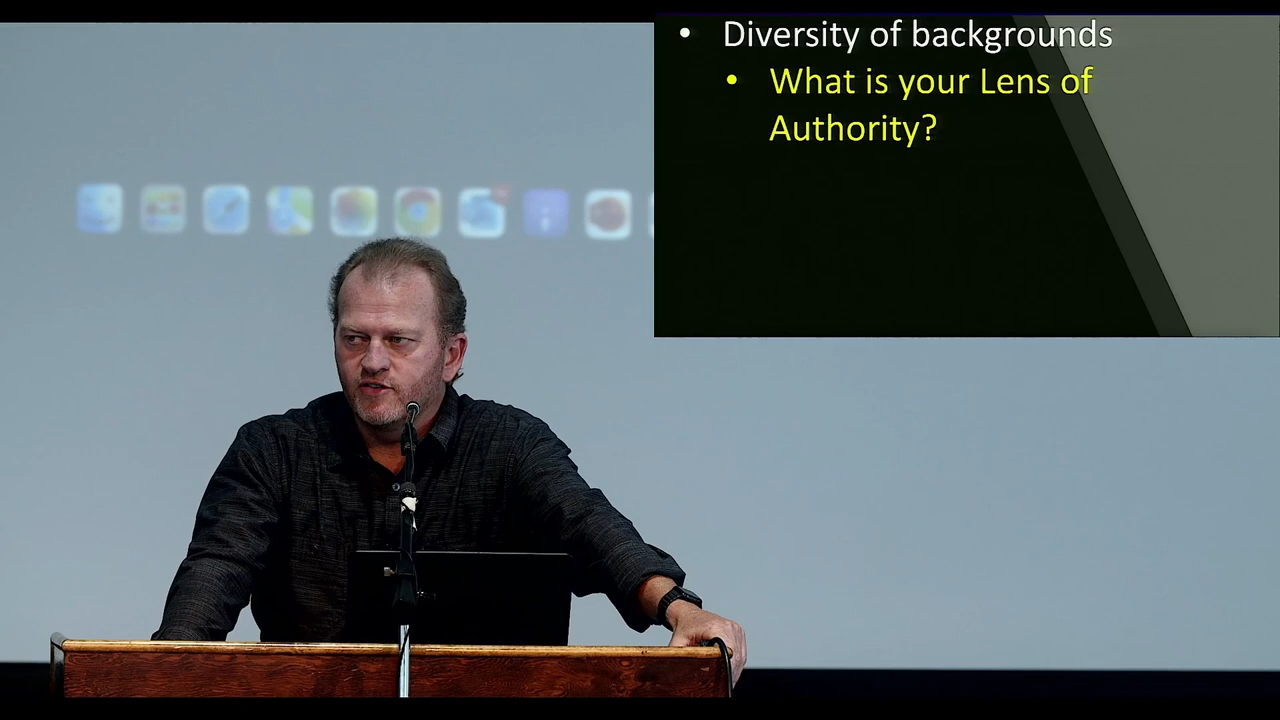 • Diversity of backgrounds
• What is your Lens of
Authority?